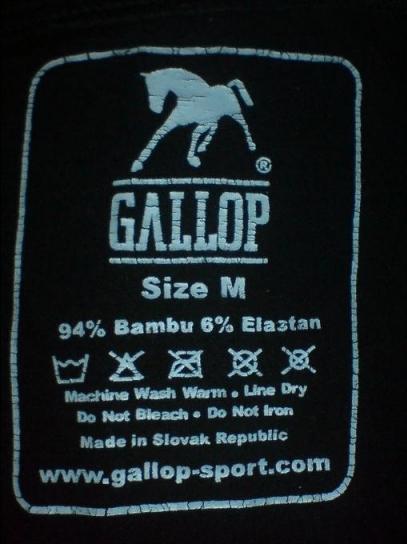 ®
GALLOP
Size M
94% Bambu 6% Elastan
Machine Wash Warm • Line Dry
Do Not Bleach • Do Not Iron
Made in Slovak Republic
www.gallop-sport.com